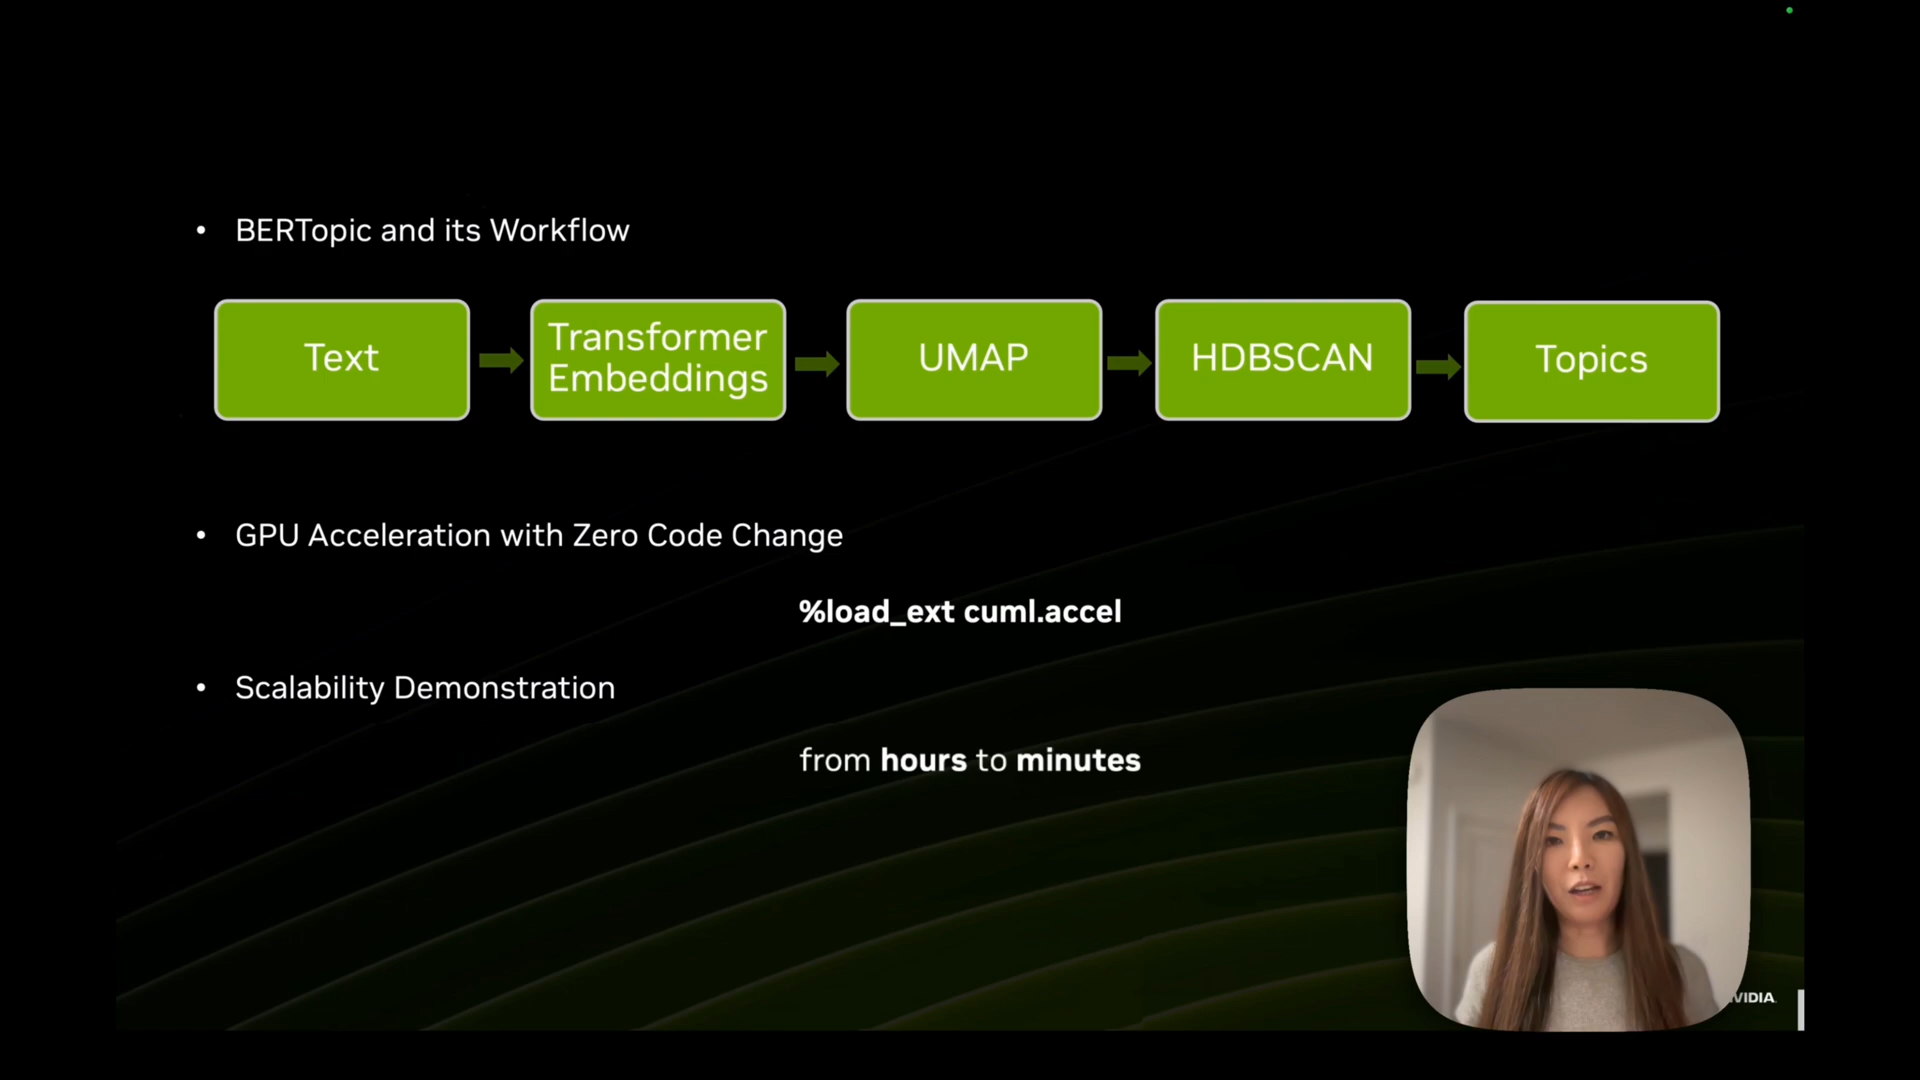 • BERTopic and its Workflow
Text
Transformer
Embeddings
UMAP
HDBSCAN
Topics
• GPU Acceleration with Zero Code Change
%load_ext cuml.accel
• Scalability Demonstration
from hours to minutes
VIDIA